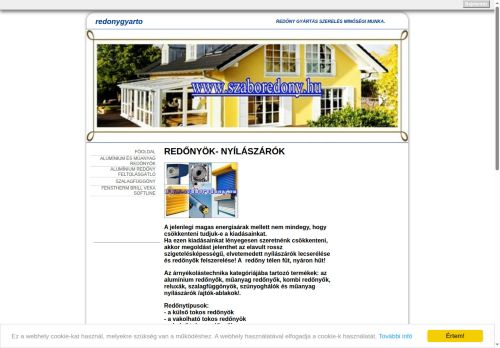 Bejelentés
redonygyarto
REDŐNY GYÁRTÁS SZERELÉS MINŐSÉGI MUNKA.
www.szaboredony.hu
FŐOLDAL
ALUMÍNIUM ÉS MŰANYAG
REDŐNYÖK
ALUMÍNIUM REDŐNY
FELTOLÁSGÁTLÓ
SZALAGFÜGGÖNY
FENSTHERM BRILL VEKA
SOFTLINE
REDŐNYÖK- NYÍLÁSZÁRÓK
A jelenlegi magas energiaárak mellett nem mindegy, hogy
csökkenteni tudjuk-e a kiadásainkat.
Ha ezen kiadásainkat lényegesen szeretnénk csökkenteni,
akkor megoldást jelenthet az elavult rossz
szigetelésképességű, elvetemedett nyílászárók lecserélése
és redőnyök felszerelése! A redőny télen fűt, nyáron hűt!
Az árnyékolástechnika kategóriájába tartozó termékek: az
alumínium redőnyök, műanyag redőnyök, kombi redőnyök,
reluxák, szalagfüggönyök, szúnyoghálók és műanyag
nyílászárók /ajtók-ablakok/.
Redőnytípusok:
- a külső tokos redőnyök
- a vakolható tokos redőnyök
Ez a webhely cookie-kat használ, melyekre szükség van a működéshez. A webhely használatával elfogadja a cookie-k használatát. További infó
Értem!